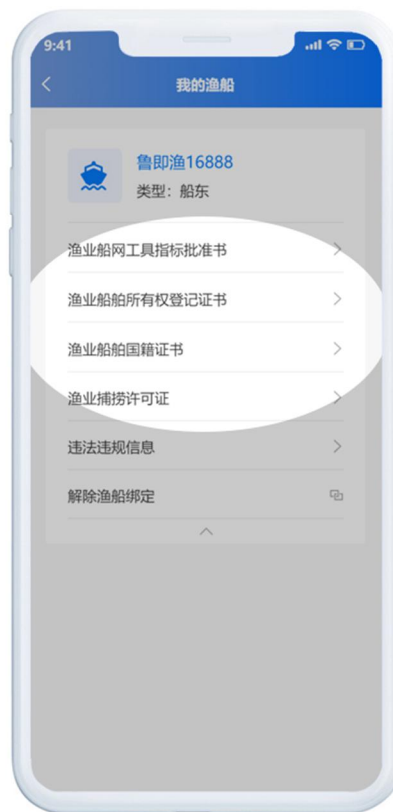 9:41
我的渔船
鲁即渔16888
类型：船东
渔业船网工具指标批准书
渔业船舶所有权登记证书
渔业船舶国籍证书
渔业捕捞许可证
违法违规信息
解除渔船绑定